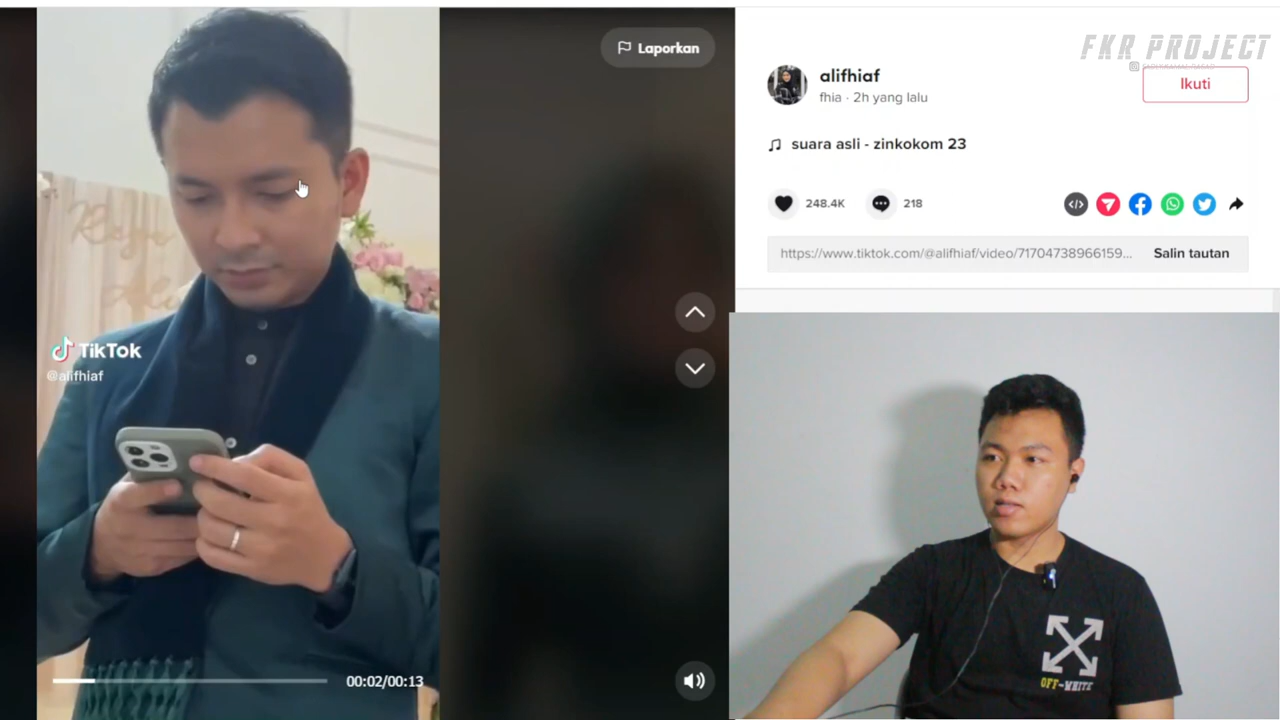 Laporkan
TikTok
@alifhiaf
00:02/00:13
FKR PROJECT
alifhiaf
fhia · 2h yang lalu
Ikuti
suara asli - zinkokom 23
248.4K
218
https://www.tiktok.com/@alifhiaf/video/71704738966159...
Salin tautan
OFF-WHITE